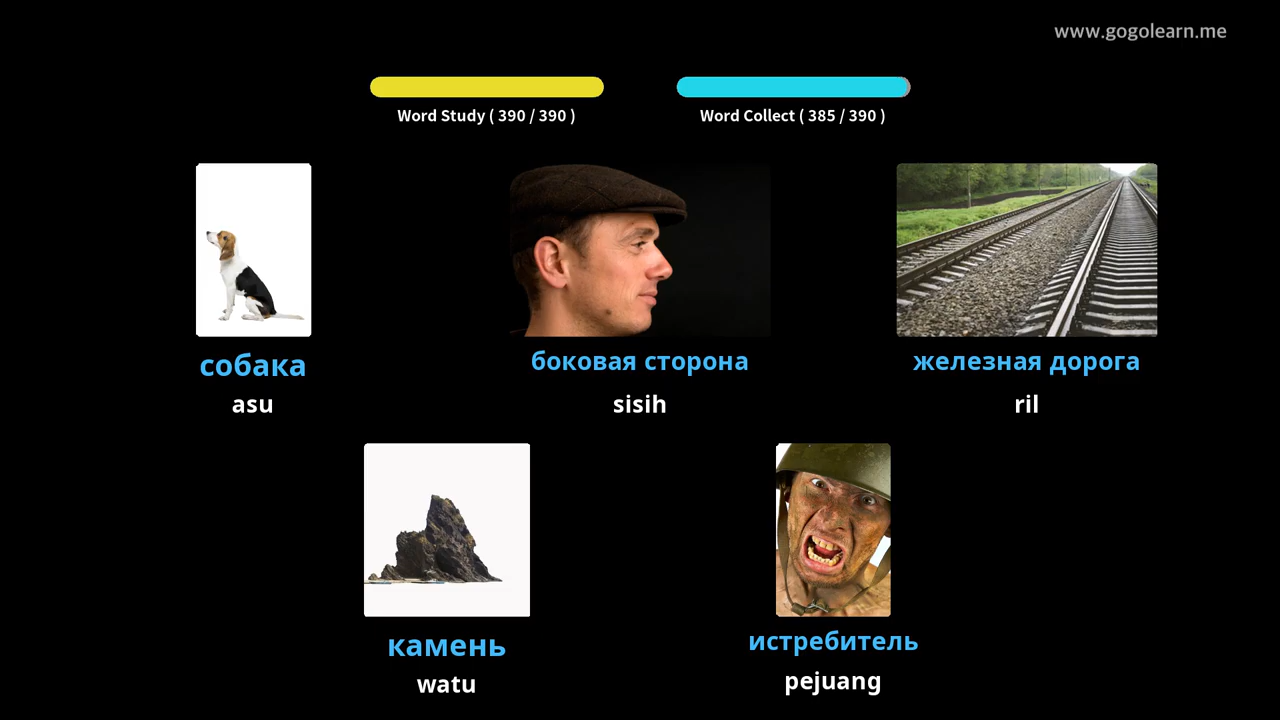 www.gogolearn.me
Word Study ( 390 / 390 )
Word Collect ( 385 / 390 )
собака
asu
боковая сторона
sisih
железная дорога
ril
камень
watu
истребитель
pejuang